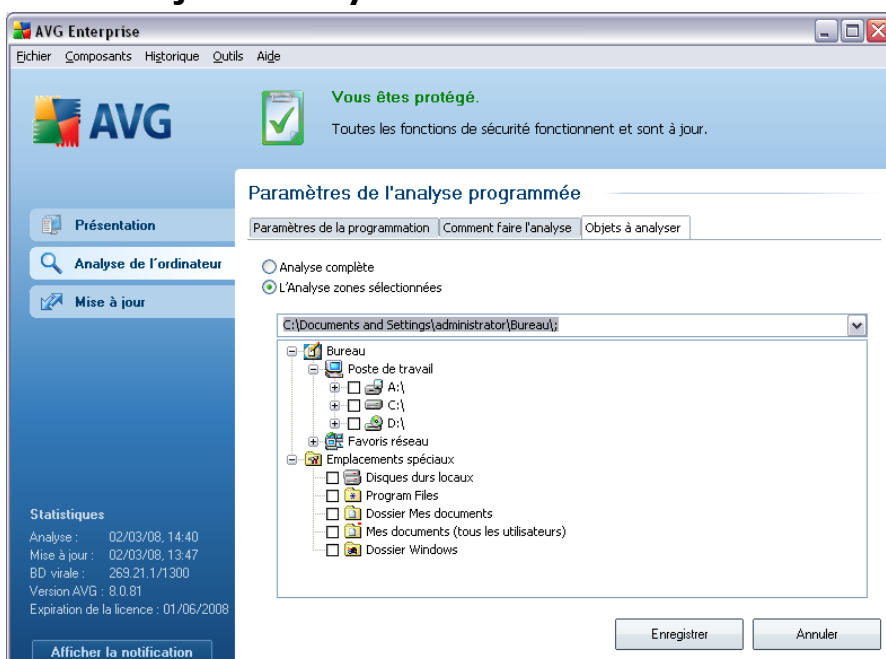 AVG Enterprise
Fichier Composants Historique Outils Aide
AVG
Vous êtes protégé.
Toutes les fonctions de sécurité fonctionnent et sont à jour.
Présentation
Analyse de l'ordinateur
Mise à jour
Paramètres de l'analyse programmée
Paramètres de la programmation Comment faire l'analyse Objets à analyser
Analyse complète
L'Analyse zones sélectionnées
C:\Documents and Settings\administrator\Bureau\;
Bureau
Poste de travail
A:\
C:\
D:\
Favoris réseau
Emplacements spéciaux
Disques durs locaux
Program Files
Dossier Mes documents
Mes documents (tous les utilisateurs)
Dossier Windows
Statistiques
Analyse : 02/03/08, 14:40
Mise à jour : 02/03/08, 13:47
BD virale : 269.21.1/1300
Version AVG : 8.0.81
Expiration de la licence : 01/06/2008
Afficher la notification
Enregistrer Annuler